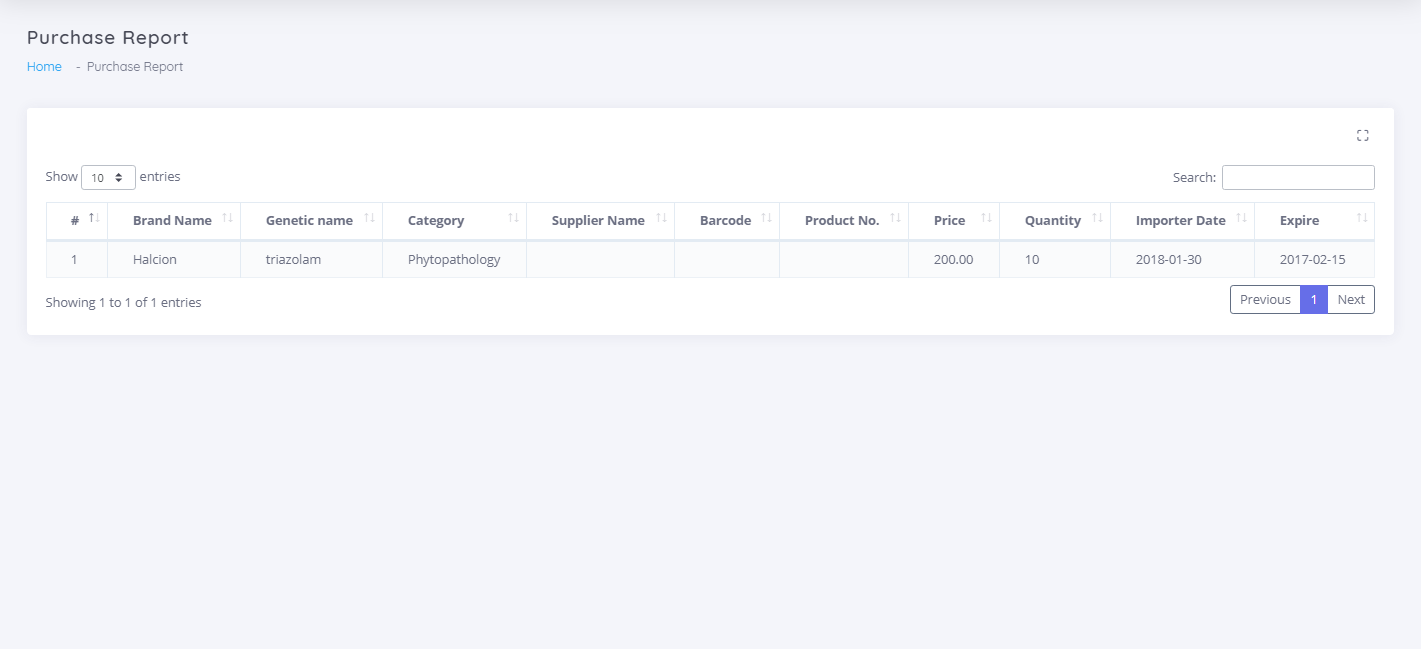 Purchase Report
Home - Purchase Report
Show 10 entries Search:
# Brand Name Genetic name Category Supplier Name Barcode Product No. Price Quantity Importer Date Expire
1 Halcion triazolam Phytopathology 200.00 10 2018-01-30 2017-02-15
Showing 1 to 1 of 1 entries Previous 1 Next